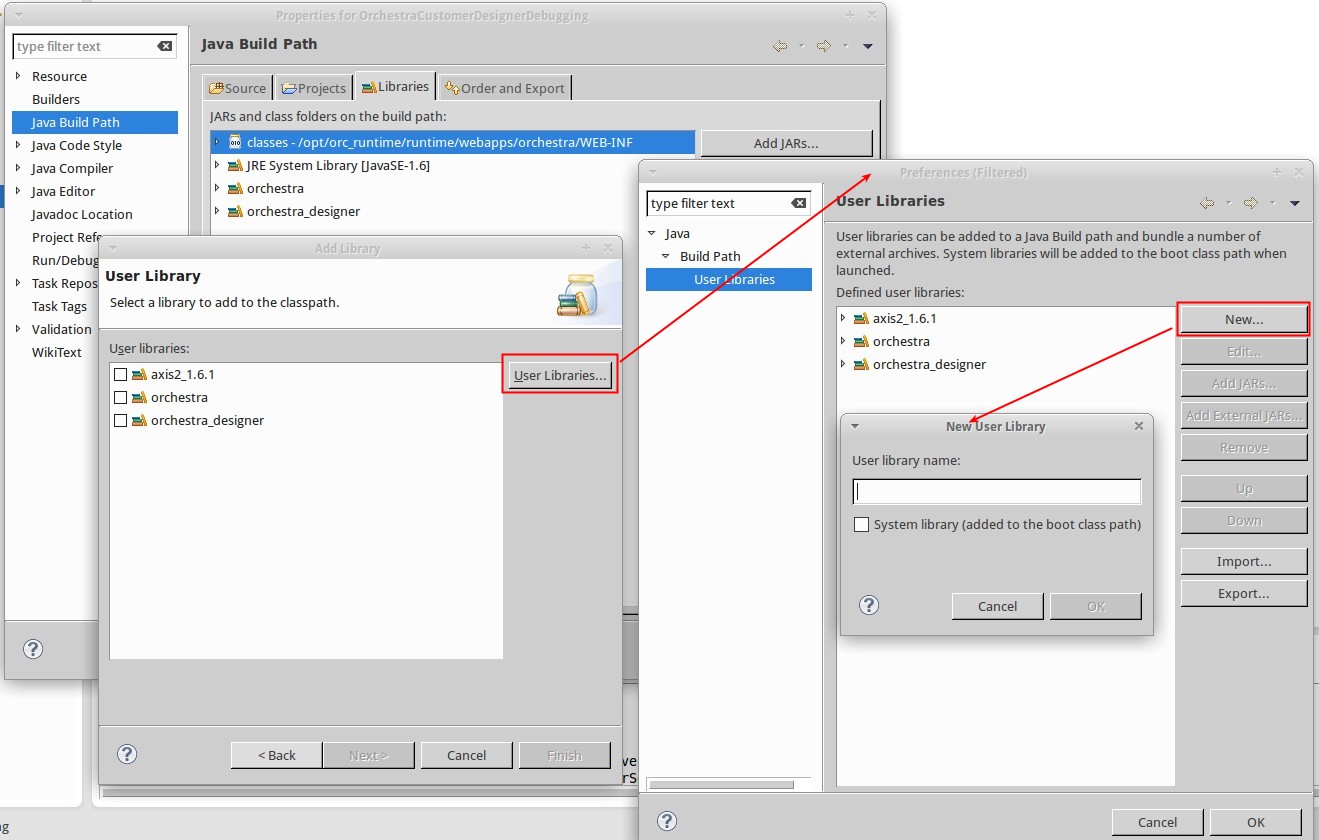 Properties for OrchestraCustomerDesignerDebugging
type filter text
Resource
Builders
Java Build Path
Java Code Style
Java Compiler
Java Editor
Javadoc Location
Project Refe
Run/Debug
Task Repos
Task Tags
Validation
WikiText
Java Build Path
Source
Projects
Libraries
Order and Export
JARs and class folders on the build path:
classes - /opt/orc_runtime/runtime/webapps/orchestra/WEB-INF
JRE System Library [JavaSE-1.6]
orchestra
orchestra_designer
Add JARs...
Add Library
User Library
Select a library to add to the classpath.
User libraries:
axis2_1.6.1
orchestra
orchestra_designer
User Libraries...
< Back
Next >
Cancel
Finish
Preferences (Filtered)
type filter text
Java
Build Path
User Libraries
User Libraries
User libraries can be added to a Java Build path and bundle a number of
external archives. System libraries will be added to the boot class path when
launched.
Defined user libraries:
axis2_1.6.1
orchestra
orchestra_designer
New...
Edit...
Add JARs...
Add External JARs...
Remove
Up
Down
Import...
Export...
New User Library
User library name:
System library (added to the boot class path)
Cancel
OK
Cancel
OK